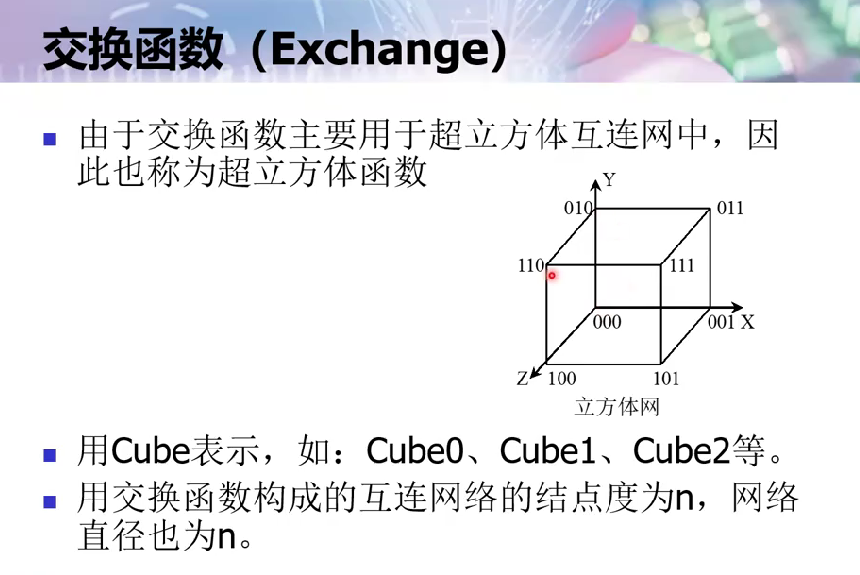 交换函数（Exchange）
由于交换函数主要用于超立方体互连网中，因
此也称为超立方体函数
Y
010
011
110
111
000
001 X
Z 100
101
立方体网
用Cube表示，如：Cube0、Cube1、Cube2等。
用交换函数构成的互连网络的结点度为n，网络
直径也为n。